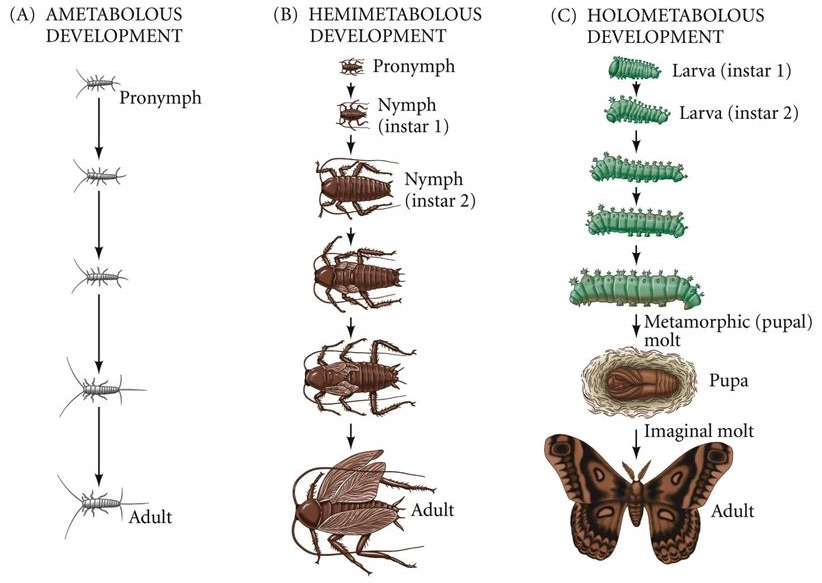 (A) AMETABOLOUS
DEVELOPMENT
Pronymph
Adult
(B) HEMIMETABOLOUS
DEVELOPMENT
Pronymph
Nymph
(instar 1)
Nymph
(instar 2)
Adult
(C) HOLOMETABOLOUS
DEVELOPMENT
Larva (instar 1)
Larva (instar 2)
Metamorphic (pupal)
molt
Pupa
Imaginal molt
Adult